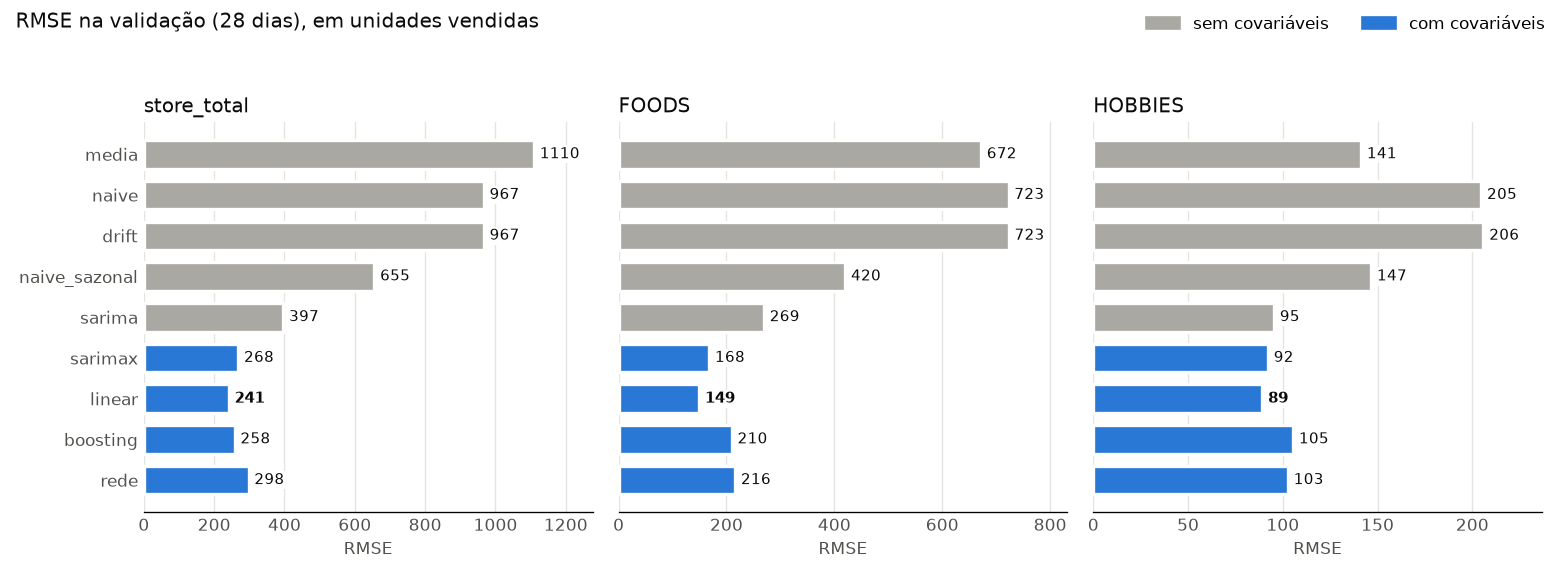 RMSE na validação (28 dias), em unidades vendidas
sem covariáveis
com covariáveis
store_total
FOODS
HOBBIES
media 1110 672 141
naive 967 723 205
drift 967 723 206
naive_sazonal 655 420 147
sarima 397 269 95
sarimax 268 168 92
linear 241 149 89
boosting 258 210 105
rede 298 216 103
0 200 400 600 800 1000 1200
0 200 400 600 800
0 50 100 150 200
RMSE
RMSE
RMSE